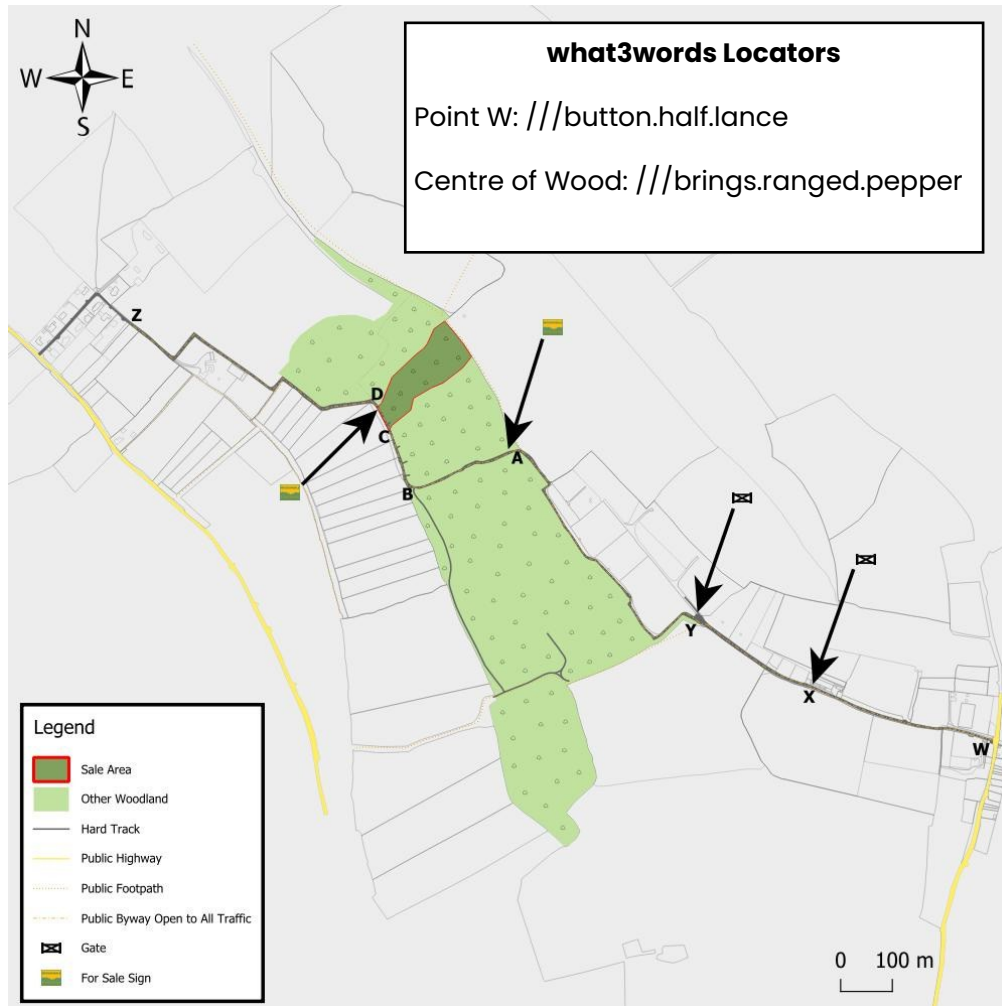 N
W E
S
what3words Locators
Point W: ///button.half.lance
Centre of Wood: ///brings.ranged.pepper
Z
D
C
A
B
Y
X
W
Legend
Sale Area
Other Woodland
Hard Track
Public Highway
Public Footpath
Public Byway Open to All Traffic
Gate
For Sale Sign
0 100 m